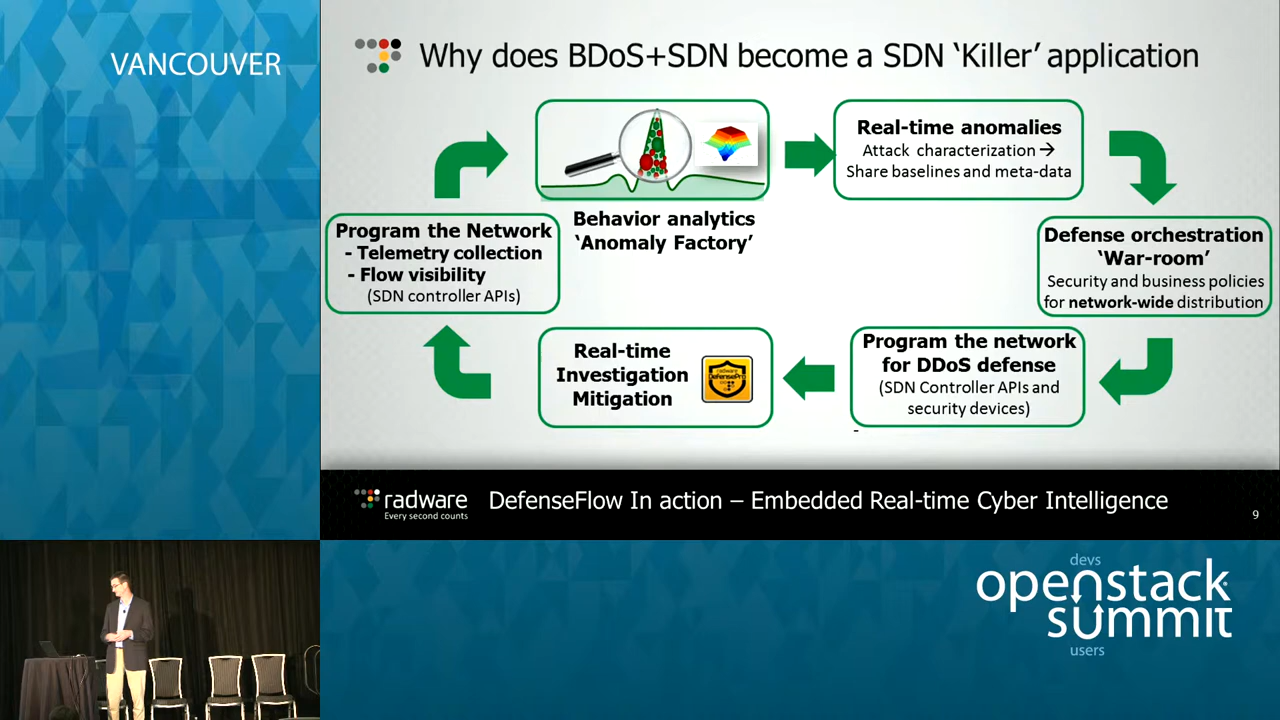 VANCOUVER
Why does BDoS+SDN become a SDN ‘Killer’ application
Behavior analytics
‘Anomaly Factory’
Real-time anomalies
Attack characterization →
Share baselines and meta-data
Defense orchestration
‘War-room’
Security and business policies
for network-wide distribution
Program the network
for DDoS defense
(SDN Controller APIs and
security devices)
-
Real-time
Investigation
Mitigation
radware
DefensePro
Program the Network
- Telemetry collection
- Flow visibility
(SDN controller APIs)
radware
Every second counts
DefenseFlow In action – Embedded Real-time Cyber Intelligence
9
devs
openstack
summit
users